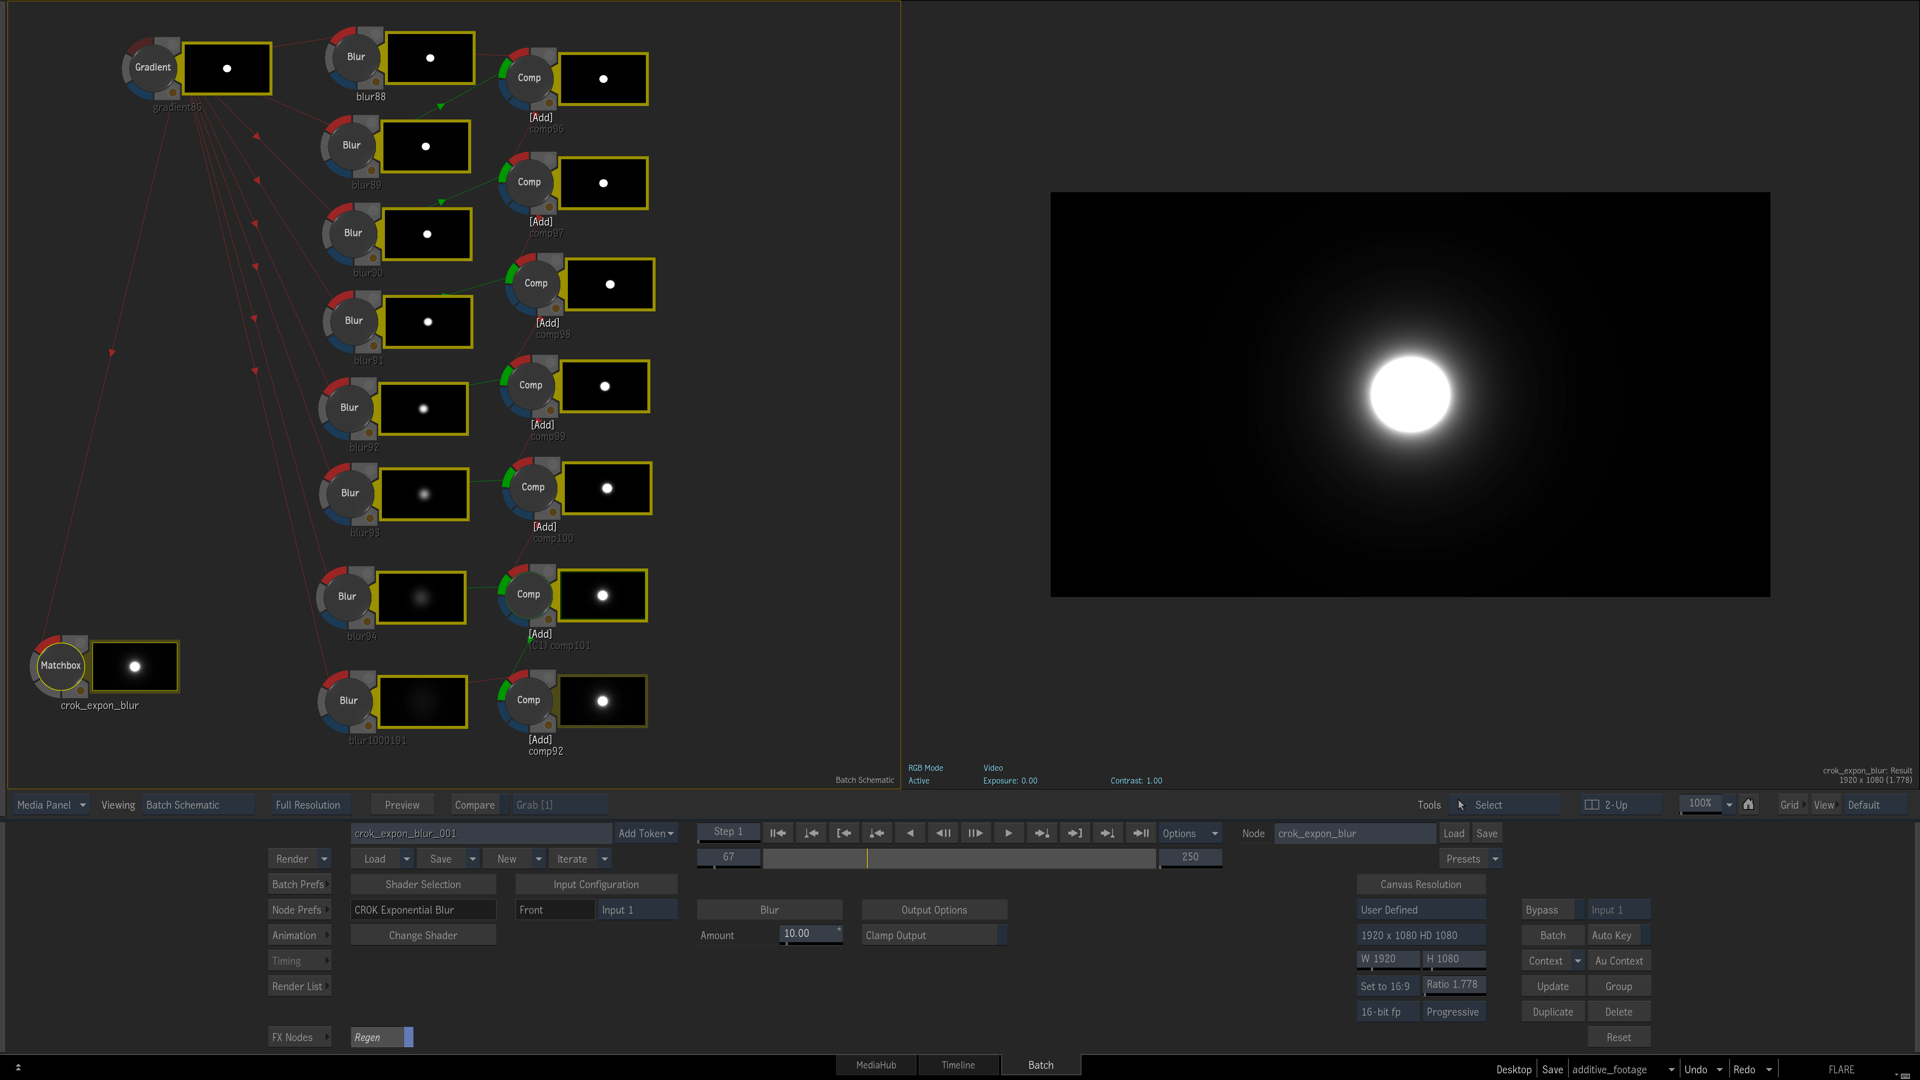 Gradient
gradient86
Blur
blur88
Comp
[Add]
comp96
Blur
blur89
Comp
[Add]
comp97
Blur
blur90
Comp
[Add]
comp98
Blur
blur91
Comp
[Add]
comp99
Blur
blur92
Comp
[Add]
comp100
Blur
blur93
Comp
[Add]
(C1) comp101
Blur
blur94
Matchbox
crok_expon_blur
Blur
blur1000191
Comp
[Add]
comp92
Batch Schematic
RGB Mode Video
Active Exposure: 0.00 Contrast: 1.00
crok_expon_blur: Result
1920 x 1080 (1.778)
Media Panel Viewing Batch Schematic Full Resolution Preview Compare Grab [1] Tools Select 2-Up 100% Grid View Default
crok_expon_blur_001 Add Token Step 1 Options Node crok_expon_blur Load Save
Render Load Save New Iterate 67 250 Presets
Batch Prefs Shader Selection Input Configuration Canvas Resolution
Node Prefs CROK Exponential Blur Front Input 1 Blur Output Options User Defined Bypass Input 1
Animation Change Shader Amount 10.00 Clamp Output 1920 x 1080 HD 1080 Batch Auto Key
Timing W 1920 H 1080 Context Au Context
Render List Set to 16:9 Ratio 1.778 Update Group
16-bit fp Progressive Duplicate Delete
FX Nodes Regen Reset
MediaHub Timeline Batch
Desktop Save additive_footage Undo Redo FLARE